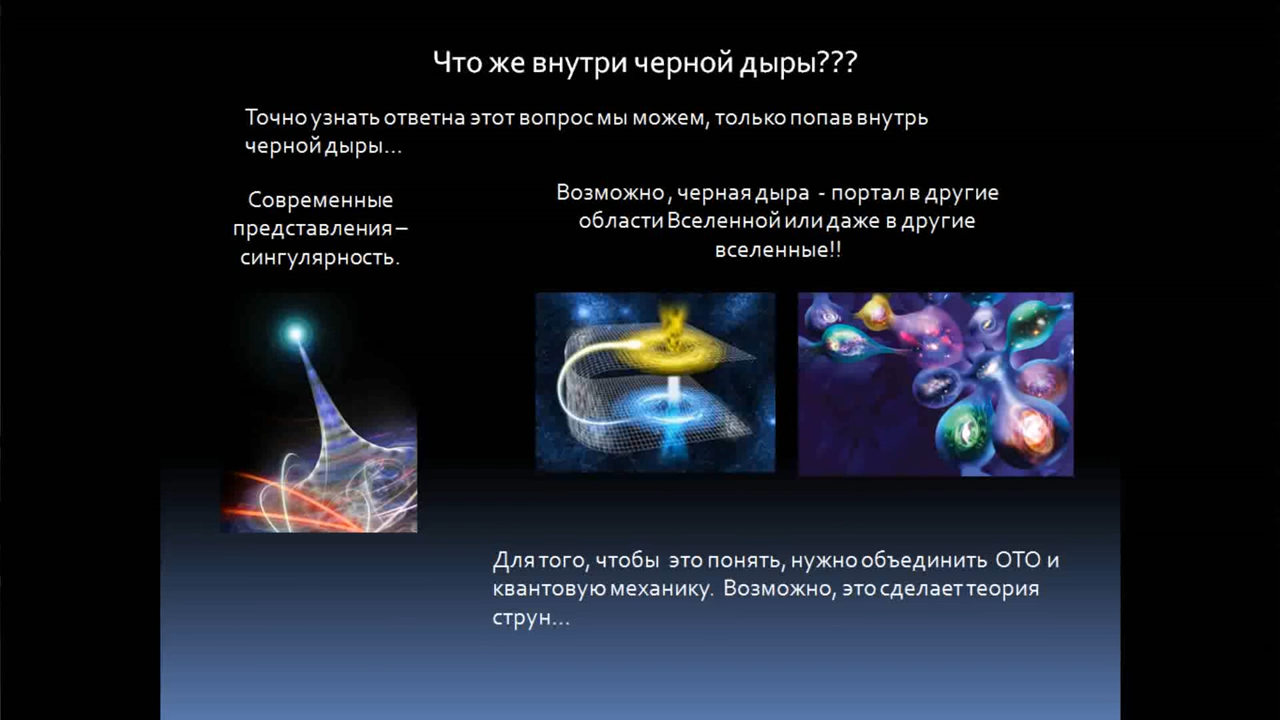 Что же внутри черной дыры???
Точно узнать ответ на этот вопрос мы можем, только попав внутрь
черной дыры...
Современные
представления –
сингулярность.
Возможно , черная дыра - портал в другие
области Вселенной или даже в другие
вселенные!!
Для того, чтобы это понять, нужно объединить ОТО и
квантовую механику. Возможно, это сделает теория
струн...